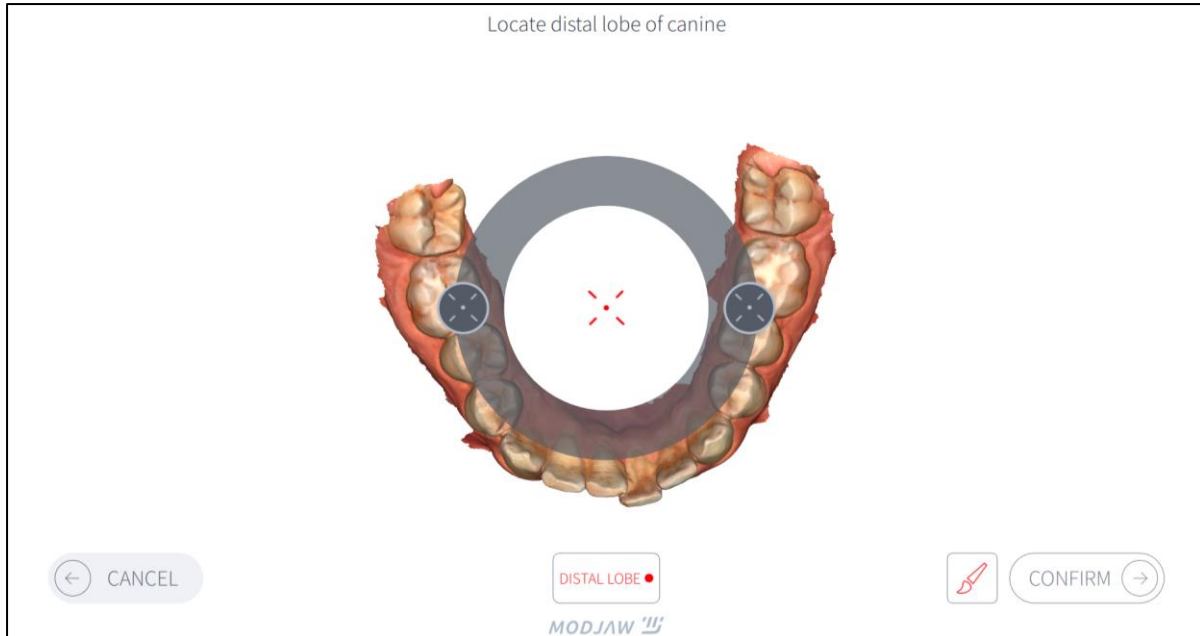 Locate distal lobe of canine
CANCEL
DISTAL LOBE
CONFIRM
MODJAW